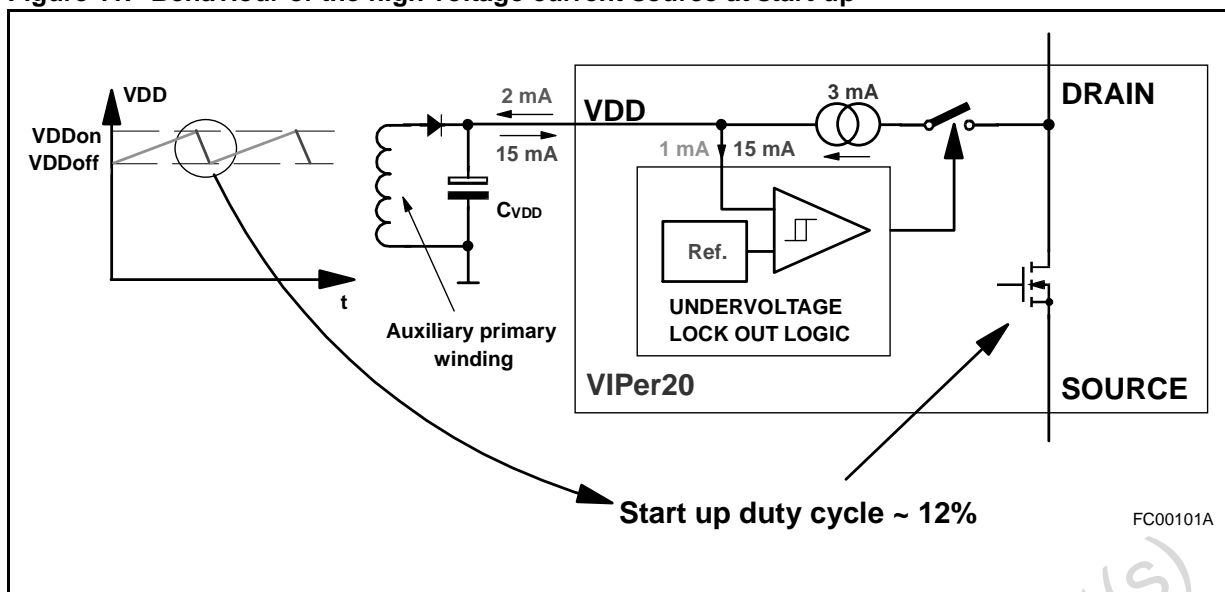 Figure 11. Behaviour of the high voltage current source at start-up
VDD
VDDon
VDDoff
t
2 mA
15 mA
CVDD
Auxiliary primary
winding
VDD
3 mA
DRAIN
1 mA
15 mA
Ref.
UNDERVOLTAGE
LOCK OUT LOGIC
VIPer20
SOURCE
Start up duty cycle ~ 12%
FC00101A
(s)